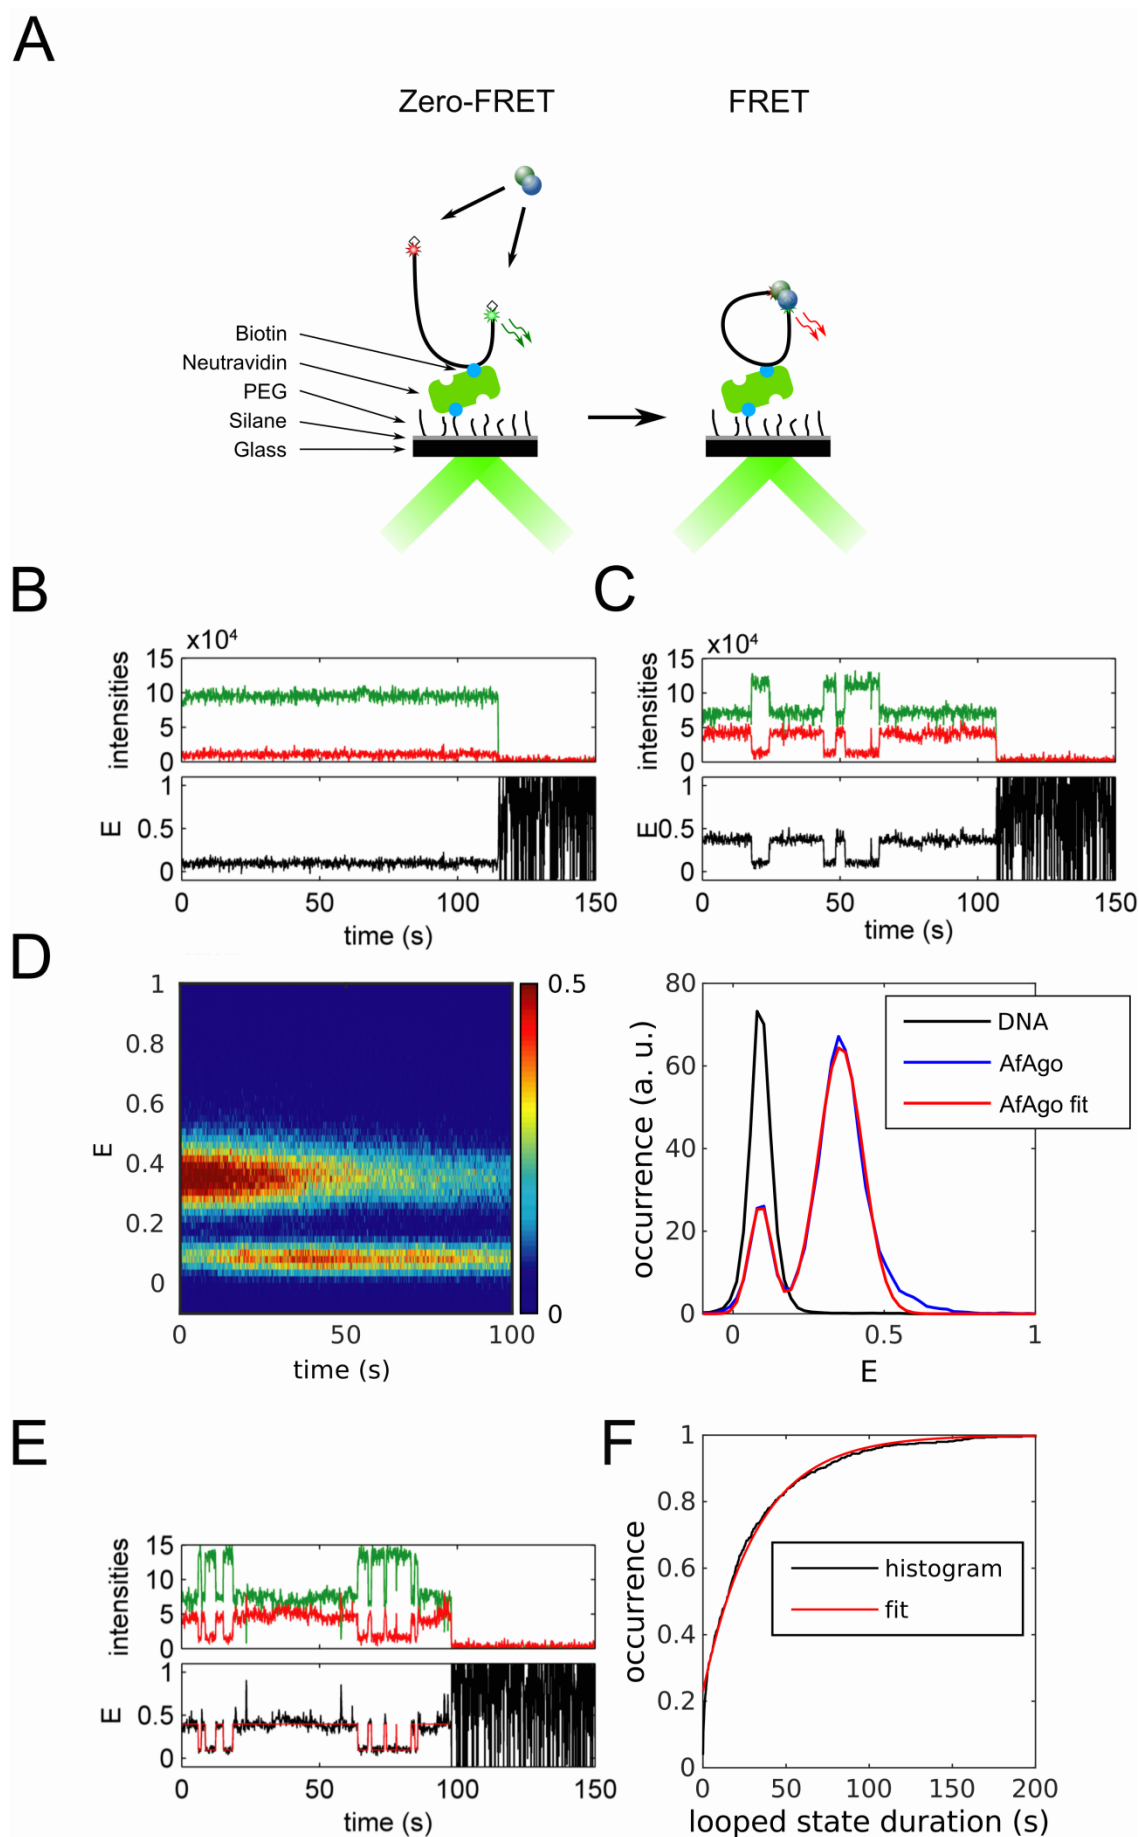 A
Zero-FRET
FRET
Biotin
Neutravidin
PEG
Silane
Glass
B
x10⁴
intensities
15
10
5
0
E
1
0.5
0
0
50
100
150
time (s)
C
x10⁴
intensities
15
10
5
0
E
1
0.5
0
0
50
100
150
time (s)
D
E
1
0.8
0.6
0.4
0.2
0
0
50
100
time (s)
0.5
0
occurrence (a. u.)
80
60
40
20
0
0
0.5
1
E
DNA
AfAgo
AfAgo fit
E
intensities
15
10
5
0
E
1
0.5
0
0
50
100
150
time (s)
F
occurrence
1
0.8
0.6
0.4
0.2
0
0
50
100
150
200
looped state duration (s)
histogram
fit